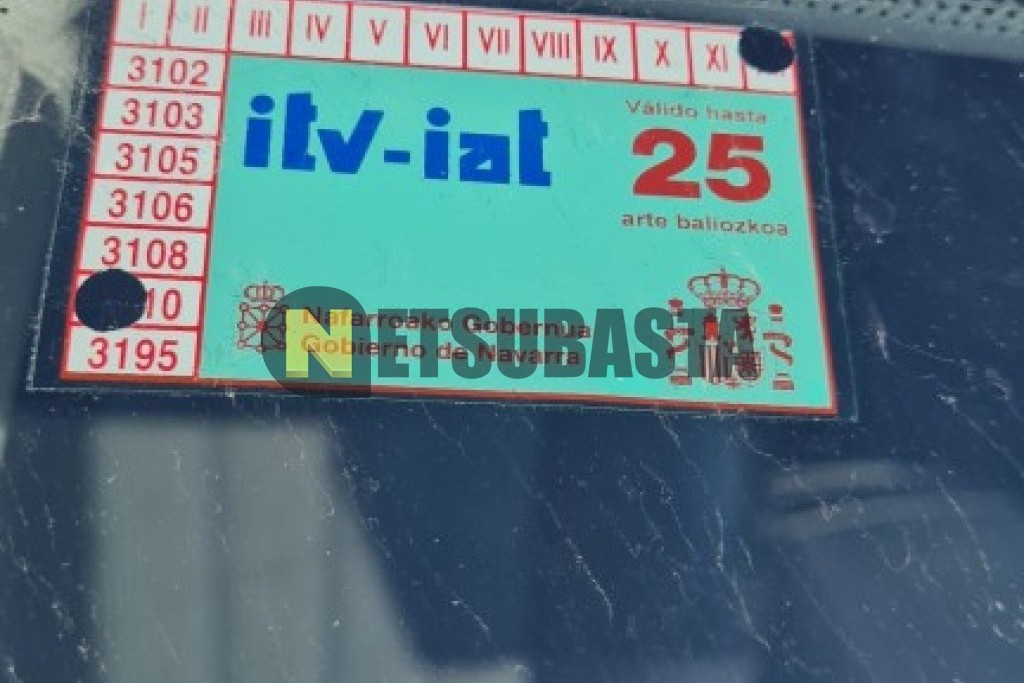 I II III IV V VI VII VIII IX X XI
3102
3103
3105
3106
3108
10
3195
itv-iat
Válido hasta
25
arte baliozkoa
Nafarroako Gobernua
Gobierno de Navarra
NETSUBASTA